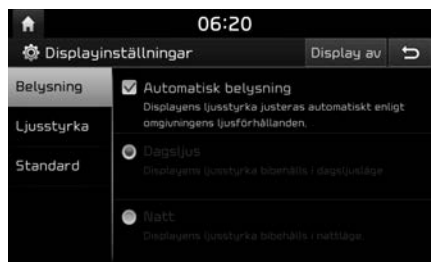 06:20
Displayinställningar
Display av
Belysning
Automatisk belysning
Displayens ljusstyrka justeras automatiskt enligt
omgivningens ljusförhållanden.
Ljusstyrka
Dagsljus
Displayens ljusstyrka bibehålls i dagsljusläge
Standard
Natt
Displayens ljusstyrka bibehålls i nattläge.